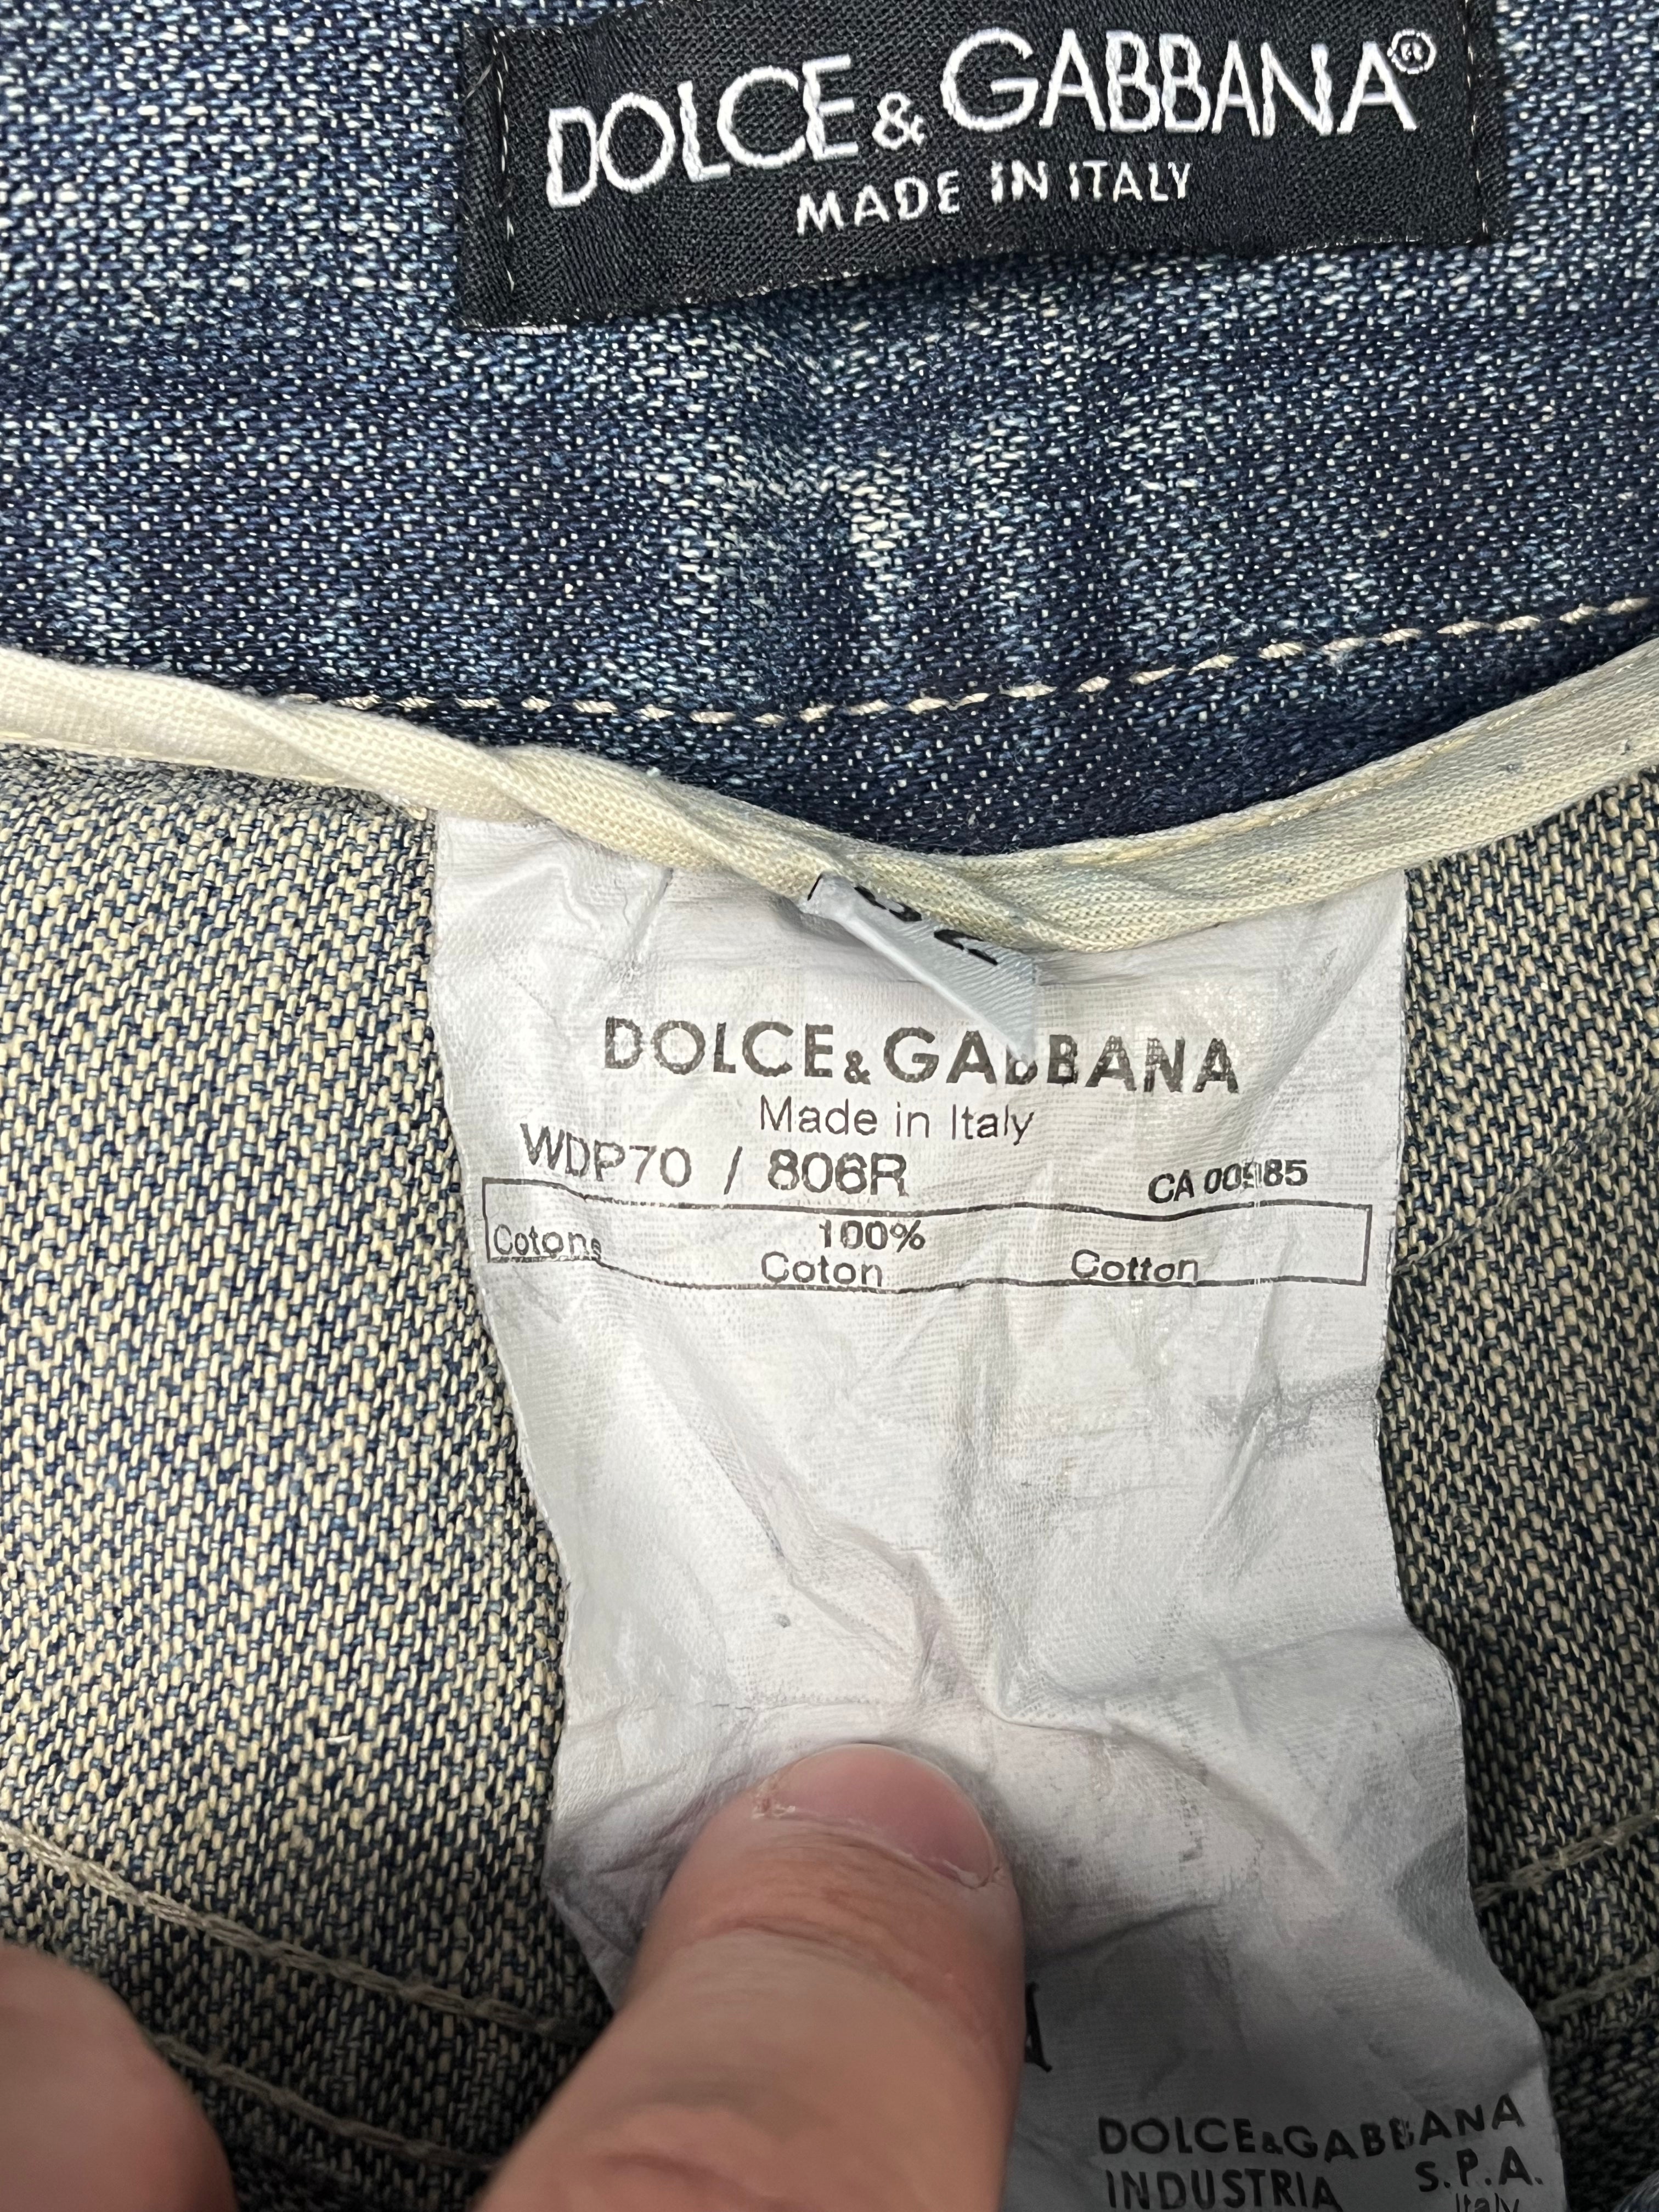 DOLCE & GABBANA®
MADE IN ITALY
DOLCE & GABBANA
Made in Italy
WDP70 / 806R
Cotone
100%
Coton
Cotton
DOLCE & GABBANA
INDUSTRIA S.P.A.
Italy